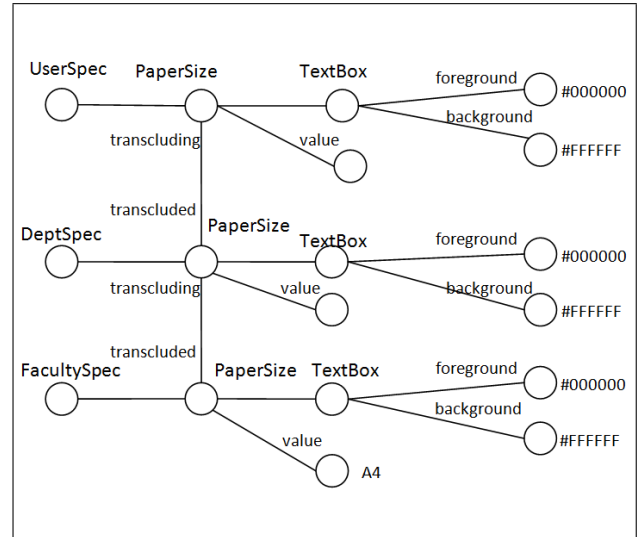 UserSpec
PaperSize
TextBox
foreground
#000000
background
#FFFFFF
transcluding
value
transcluded
DeptSpec
PaperSize
TextBox
foreground
#000000
transcluding
value
background
#FFFFFF
transcluded
FacultySpec
PaperSize
TextBox
foreground
#000000
background
#FFFFFF
value
A4